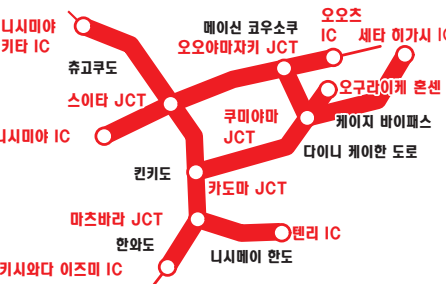 니시미야
키타 IC
메이신 코우소쿠
오오야마자키 JCT
오오츠
IC
세타 히가시 IC
츄고쿠도
스이타 JCT
오구라이케 혼센
쿠미야마
JCT
케이지 바이패스
니시미야 IC
다이니 케이한 도로
킨키도
카도마 JCT
마츠바라 JCT
한와도
텐리 IC
니시메이 한도
키시와다 이즈미 IC